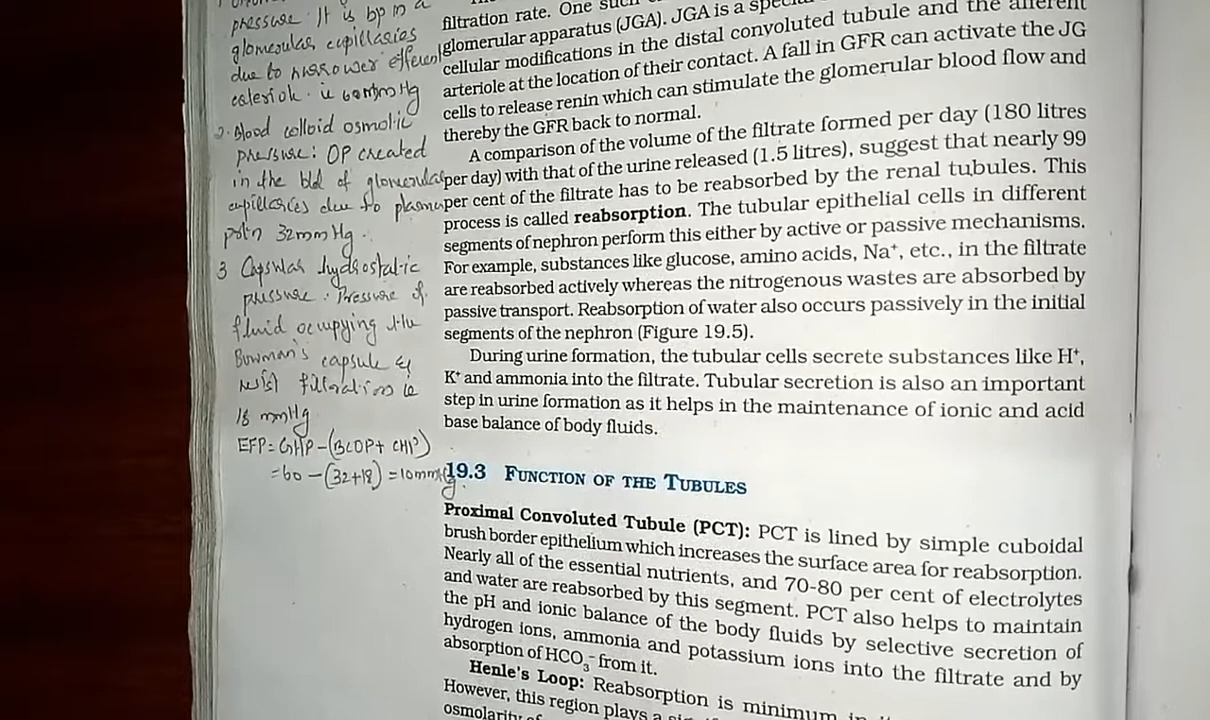 pressure. It is bp in a
glomerular capillaries
due to narrower efferent
is 60mm Hg
2. Blood colloid osmotic
pressure: OP created
in the bld of glomerular
capillaries due to plasma
protn 32mm Hg.
3 Capsular hydrostatic
pressure. Pressure of
fluid ocupying the
Bowman's capsule &
resist filtration is
18 mmHg
EFP=GHP-(BCOP+ CHP)
=60-(32+18)=10mmHg.
filtration rate. One such
glomerular apparatus (JGA). JGA is a
cellular modifications in the distal convoluted tubule and the afferent
arteriole at the location of their contact. A fall in GFR can activate the JG
cells to release renin which can stimulate the glomerular blood flow and
thereby the GFR back to normal.
A comparison of the volume of the filtrate formed per day (180 litres
per day) with that of the urine released (1.5 litres), suggest that nearly 99
per cent of the filtrate has to be reabsorbed by the renal tubules. This
process is called reabsorption. The tubular epithelial cells in different
segments of nephron perform this either by active or passive mechanisms.
For example, substances like glucose, amino acids, Na⁺, etc., in the filtrate
are reabsorbed actively whereas the nitrogenous wastes are absorbed by
passive transport. Reabsorption of water also occurs passively in the initial
segments of the nephron (Figure 19.5).
During urine formation, the tubular cells secrete substances like H⁺,
K⁺ and ammonia into the filtrate. Tubular secretion is also an important
step in urine formation as it helps in the maintenance of ionic and acid
base balance of body fluids.
19.3 FUNCTION OF THE TUBULES
Proximal Convoluted Tubule (PCT): PCT is lined by simple cuboidal
brush border epithelium which increases the surface area for reabsorption.
Nearly all of the essential nutrients, and 70-80 per cent of electrolytes
and water are reabsorbed by this segment. PCT also helps to maintain
the pH and ionic balance of the body fluids by selective secretion of
hydrogen ions, ammonia and potassium ions into the filtrate and by
absorption of HCO₃⁻ from it.
Henle's Loop: Reabsorption is minimum in
However, this region plays a
osmolarity of